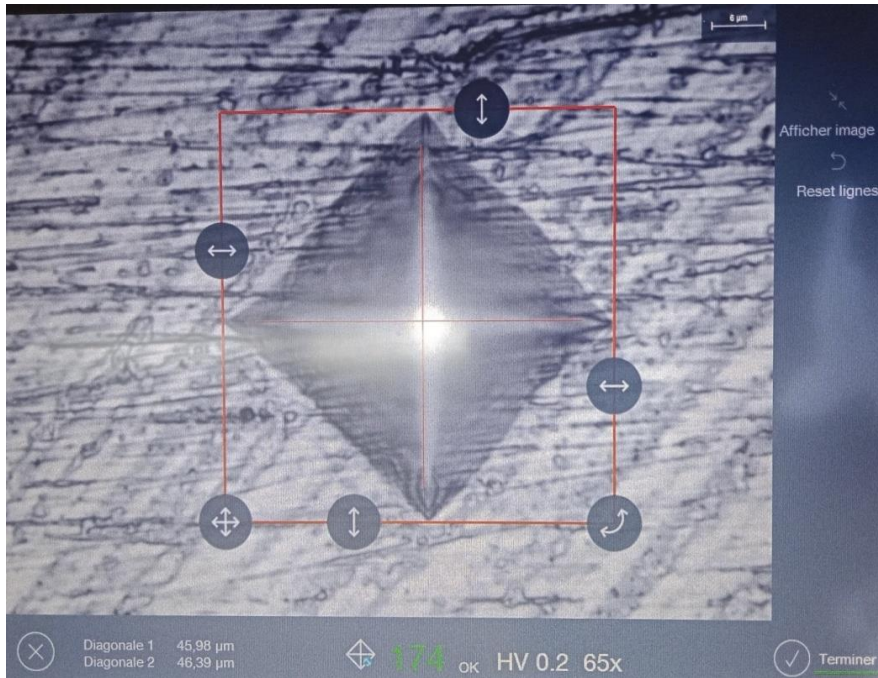 6 µm
Afficher image
Reset lignes
Diagonale 1 45,98 µm
Diagonale 2 46,39 µm
174 OK HV 0.2 65x
Terminer